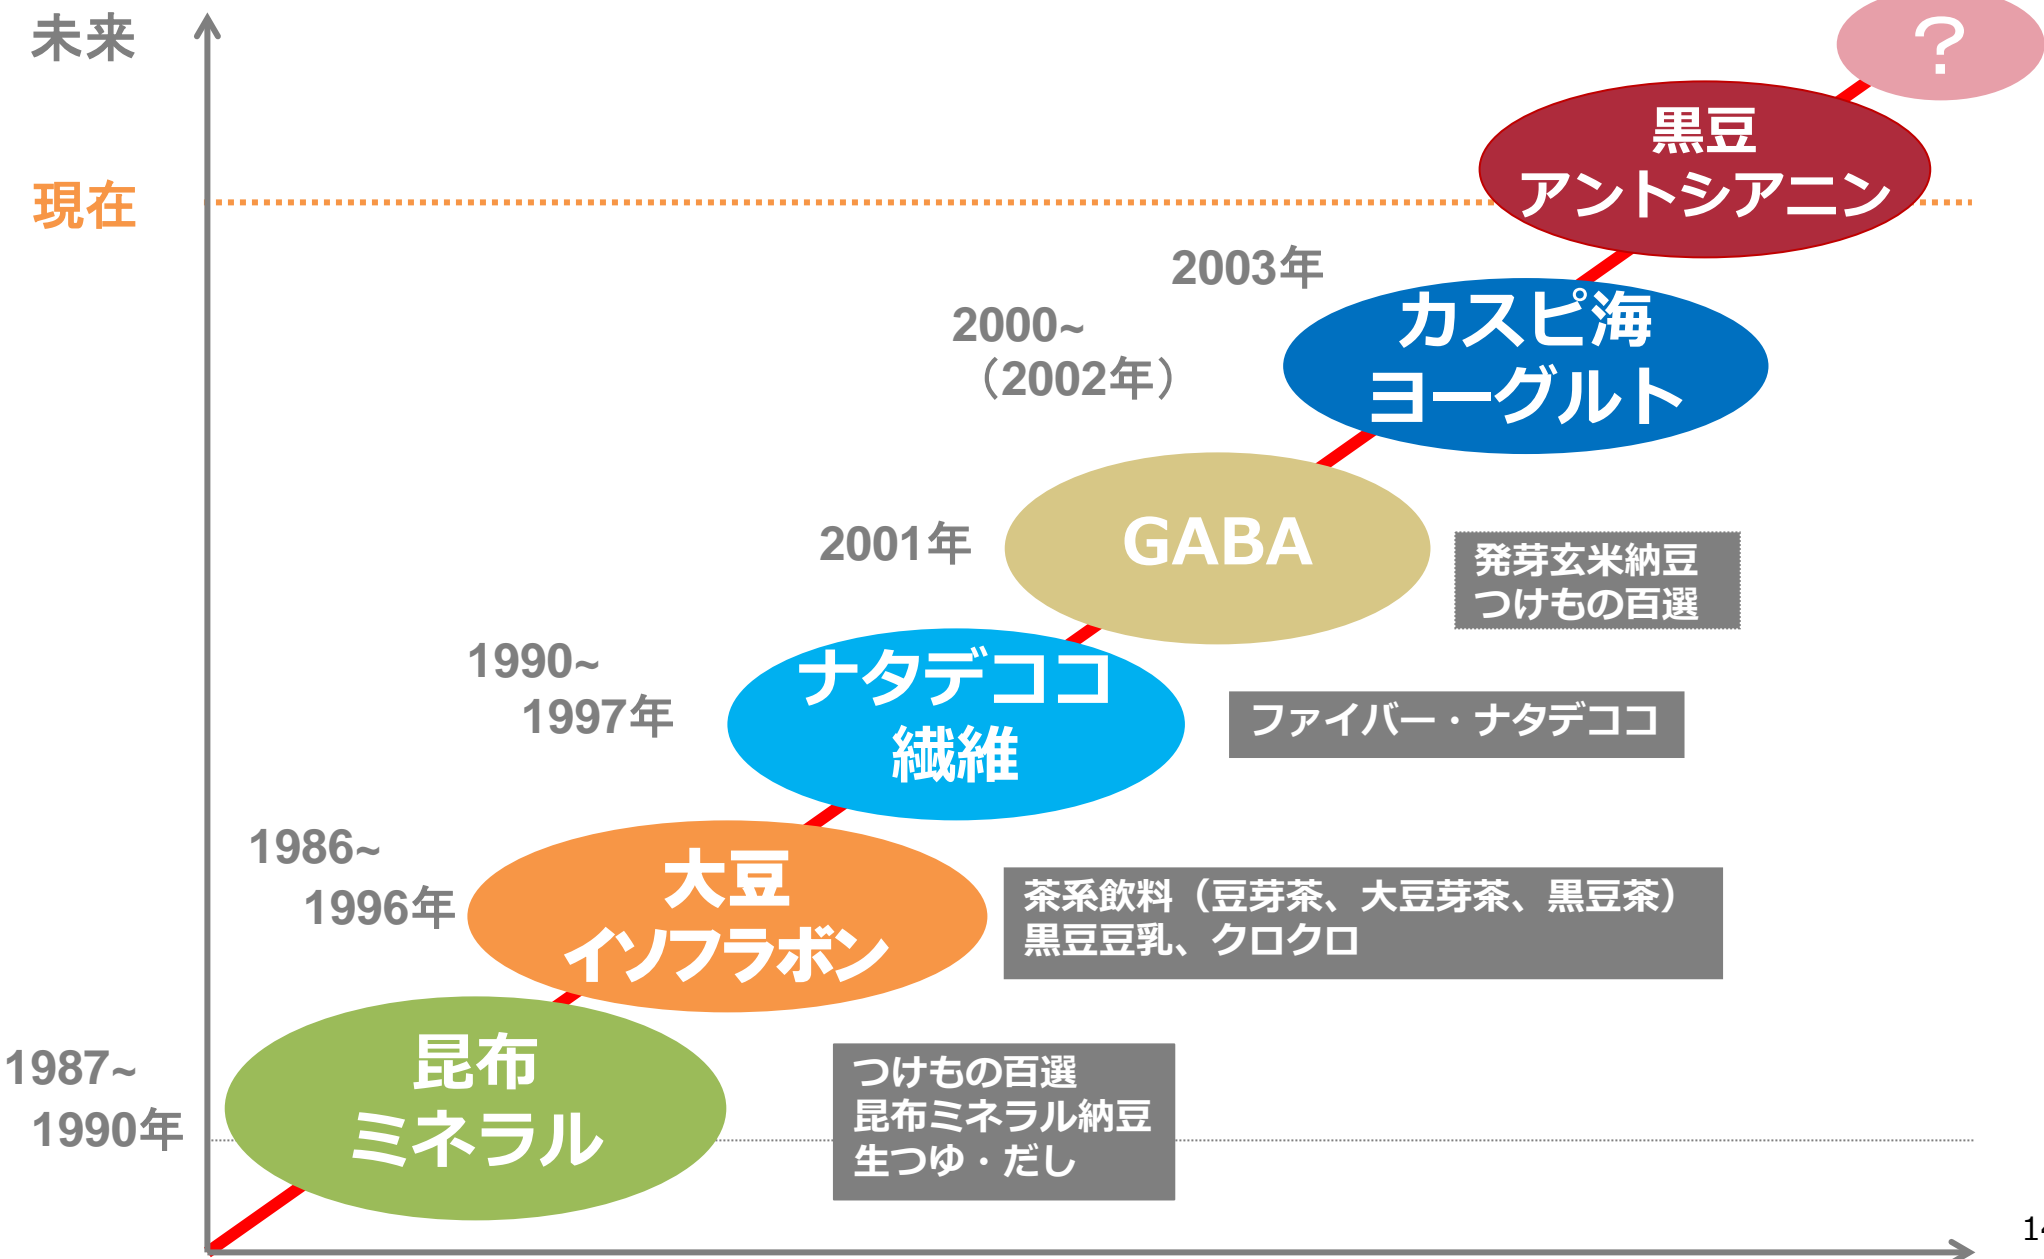 未来
？
黒豆
アントシアニン
現在
2003年
2000~
（2002年）
カスピ海
ヨーグルト
2001年
GABA
発芽玄米納豆
つけもの百選
1990~
1997年
ナタデココ
繊維
ファイバー・ナタデココ
1986~
1996年
大豆
イソフラボン
茶系飲料（豆芽茶、大豆芽茶、黒豆茶）
黒豆豆乳、クロクロ
1987~
1990年
昆布
ミネラル
つけもの百選
昆布ミネラル納豆
生つゆ・だし